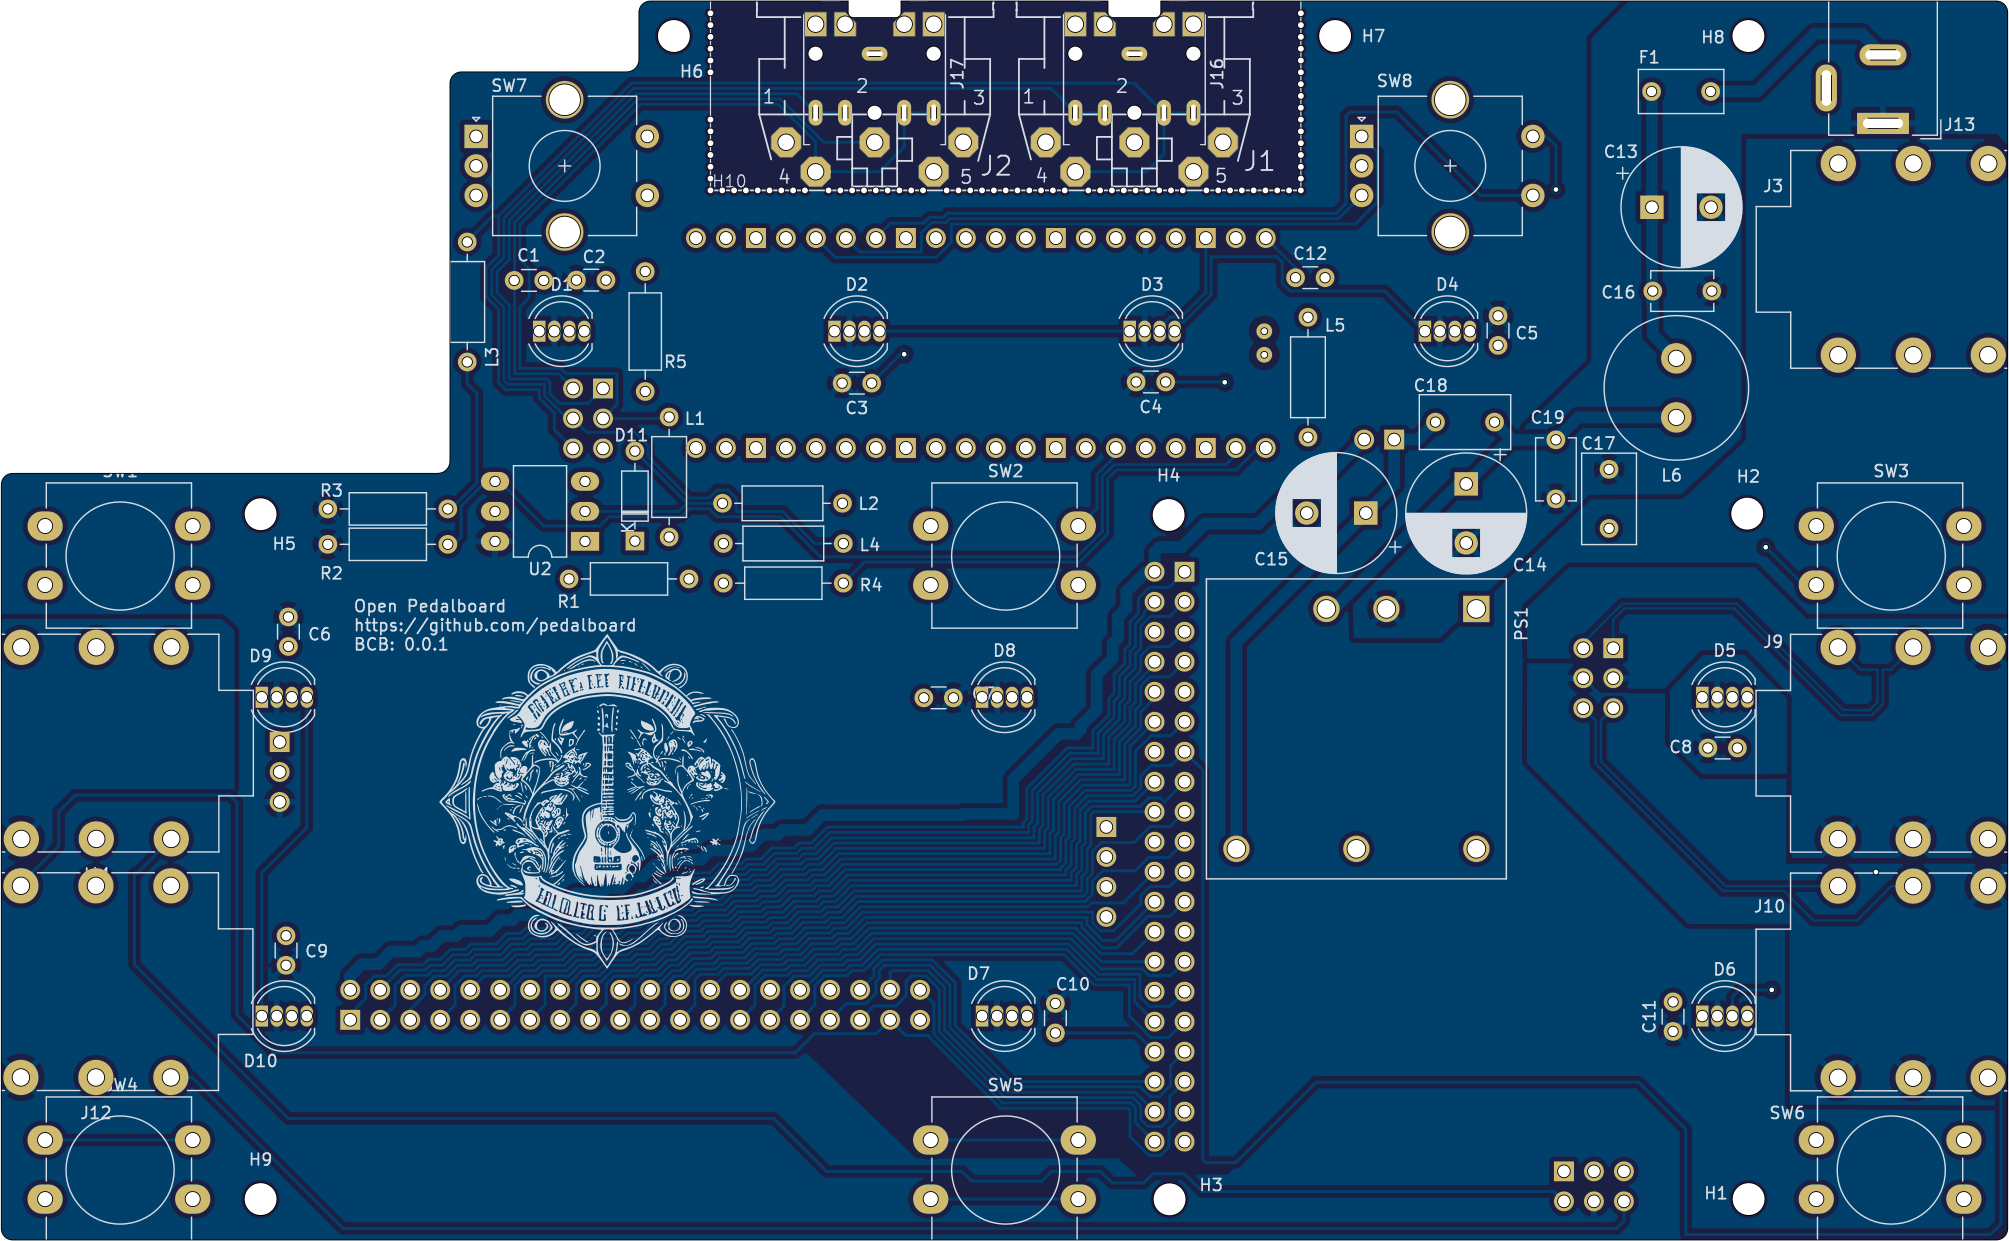 H7
H8
F1
SW7
H6
J17
J16
SW8
1
2
3
1
2
3
J13
C13
+
H10
4
J2
5
4
J1
5
J3
C1
C2
C12
D1
D2
D3
D4
C16
L5
C5
L3
R5
C3
C4
C18
L1
C19
D11
C17
+
SW2
H4
L6
H2
SW3
R3
L2
K
H5
L4
+
R2
U2
C15
C14
R4
R1
Open Pedalboard
https://github.com/pedalboard
BCB: 0.0.1
PS1
C6
D9
D8
D5
J9
C8
J10
C9
D7
D6
C10
C11
D10
SW4
SW5
J12
SW6
H9
H3
H1